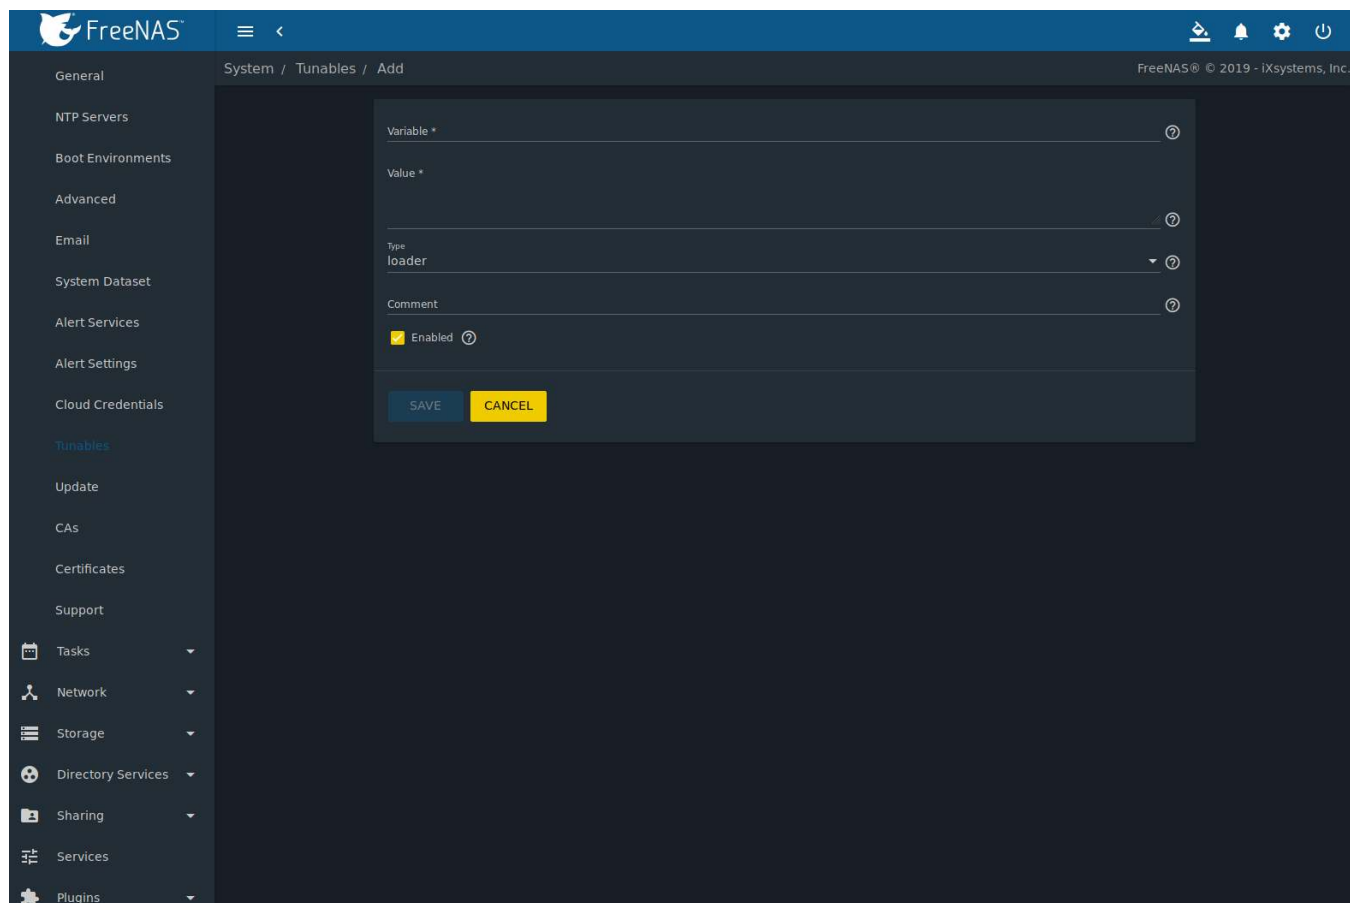 FreeNAS®
System / Tunables / Add
FreeNAS® © 2019 - iXsystems, Inc.
General
NTP Servers
Boot Environments
Advanced
Email
System Dataset
Alert Services
Alert Settings
Cloud Credentials
Tunables
Update
CAs
Certificates
Support
Tasks
Network
Storage
Directory Services
Sharing
Services
Plugins
Variable *
Value *
Type
loader
Comment
Enabled
SAVE
CANCEL